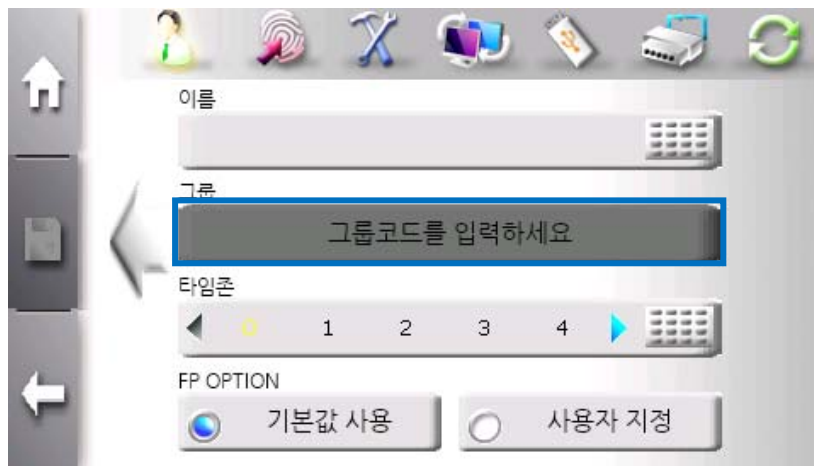 이름
그룹
그룹코드를 입력하세요
타임존
0 1 2 3 4
FP OPTION
기본값 사용 사용자 지정